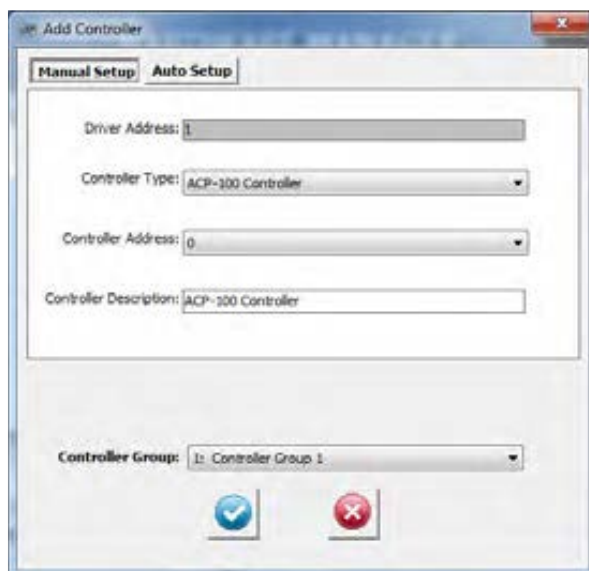 Add Controller
Manual Setup Auto Setup
Driver Address: 1
Controller Type: ACP-100 Controller
Controller Address: 0
Controller Description: ACP-100 Controller
Controller Group: 1: Controller Group 1